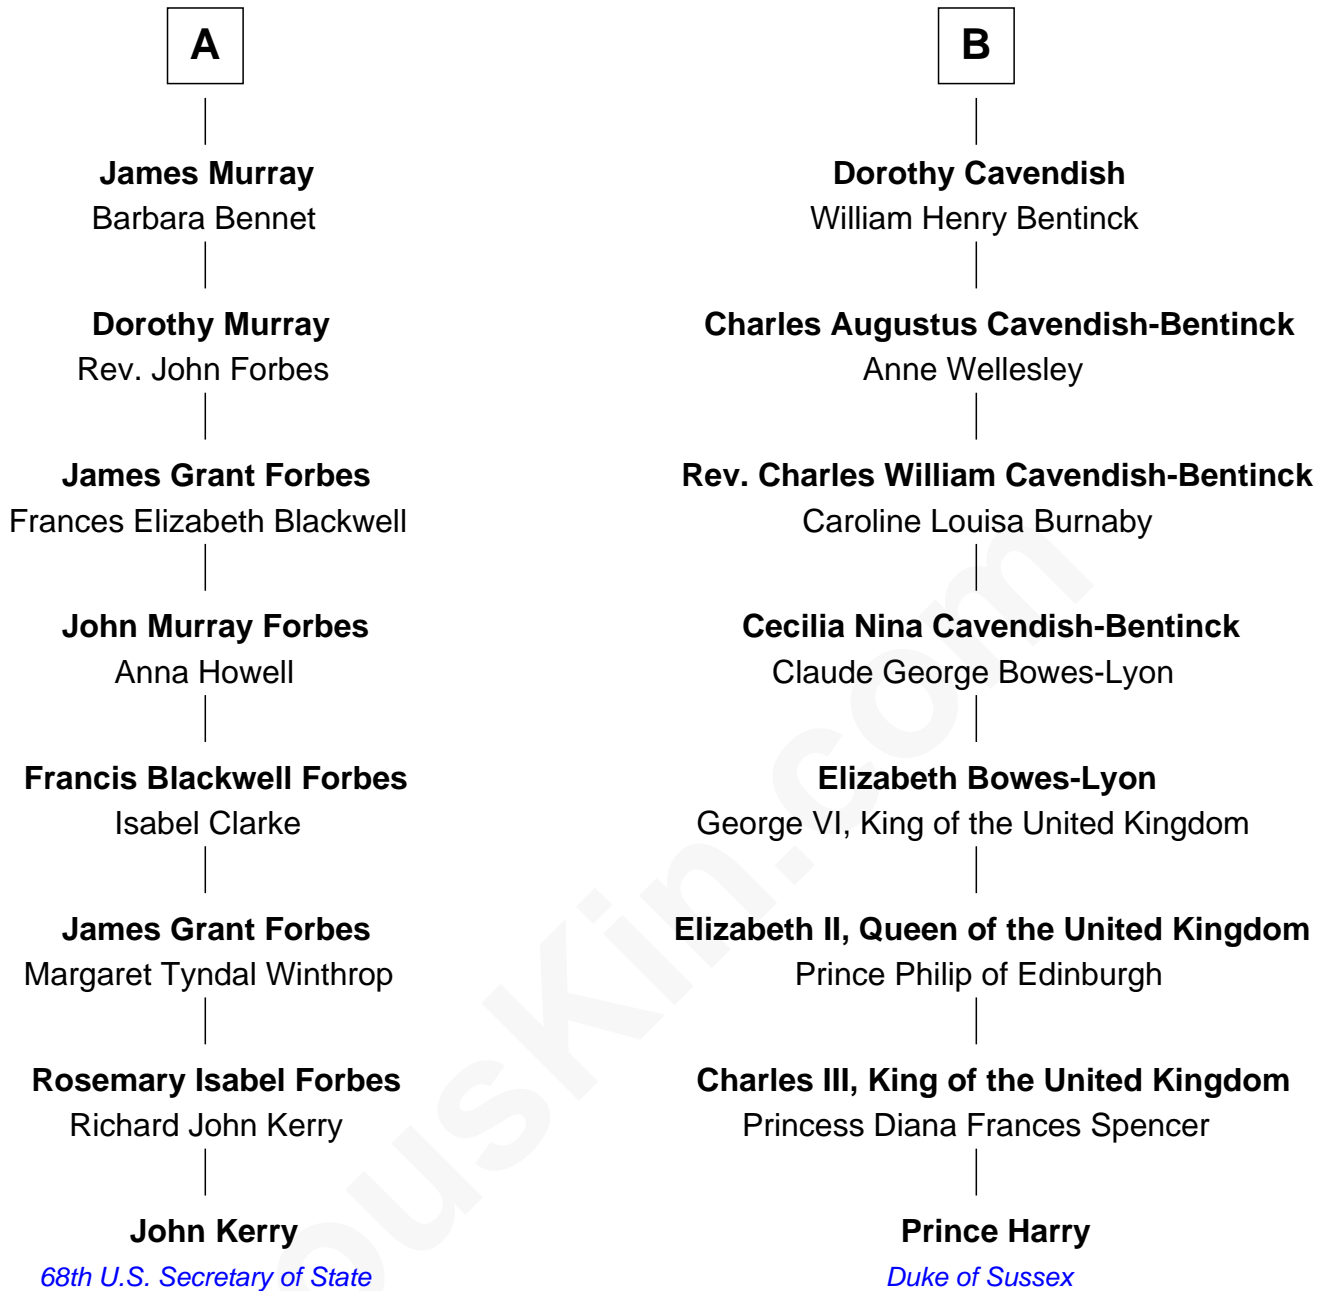 A
James Murray
Barbara Bennet
Dorothy Murray
Rev. John Forbes
James Grant Forbes
Frances Elizabeth Blackwell
John Murray Forbes
Anna Howell
Francis Blackwell Forbes
Isabel Clarke
James Grant Forbes
Margaret Tyndal Winthrop
Rosemary Isabel Forbes
Richard John Kerry
John Kerry
68th U.S. Secretary of State
B
Dorothy Cavendish
William Henry Bentinck
Charles Augustus Cavendish-Bentinck
Anne Wellesley
Rev. Charles William Cavendish-Bentinck
Caroline Louisa Burnaby
Cecilia Nina Cavendish-Bentinck
Claude George Bowes-Lyon
Elizabeth Bowes-Lyon
George VI, King of the United Kingdom
Elizabeth II, Queen of the United Kingdom
Prince Philip of Edinburgh
Charles III, King of the United Kingdom
Princess Diana Frances Spencer
Prince Harry
Duke of Sussex
ousKin.com